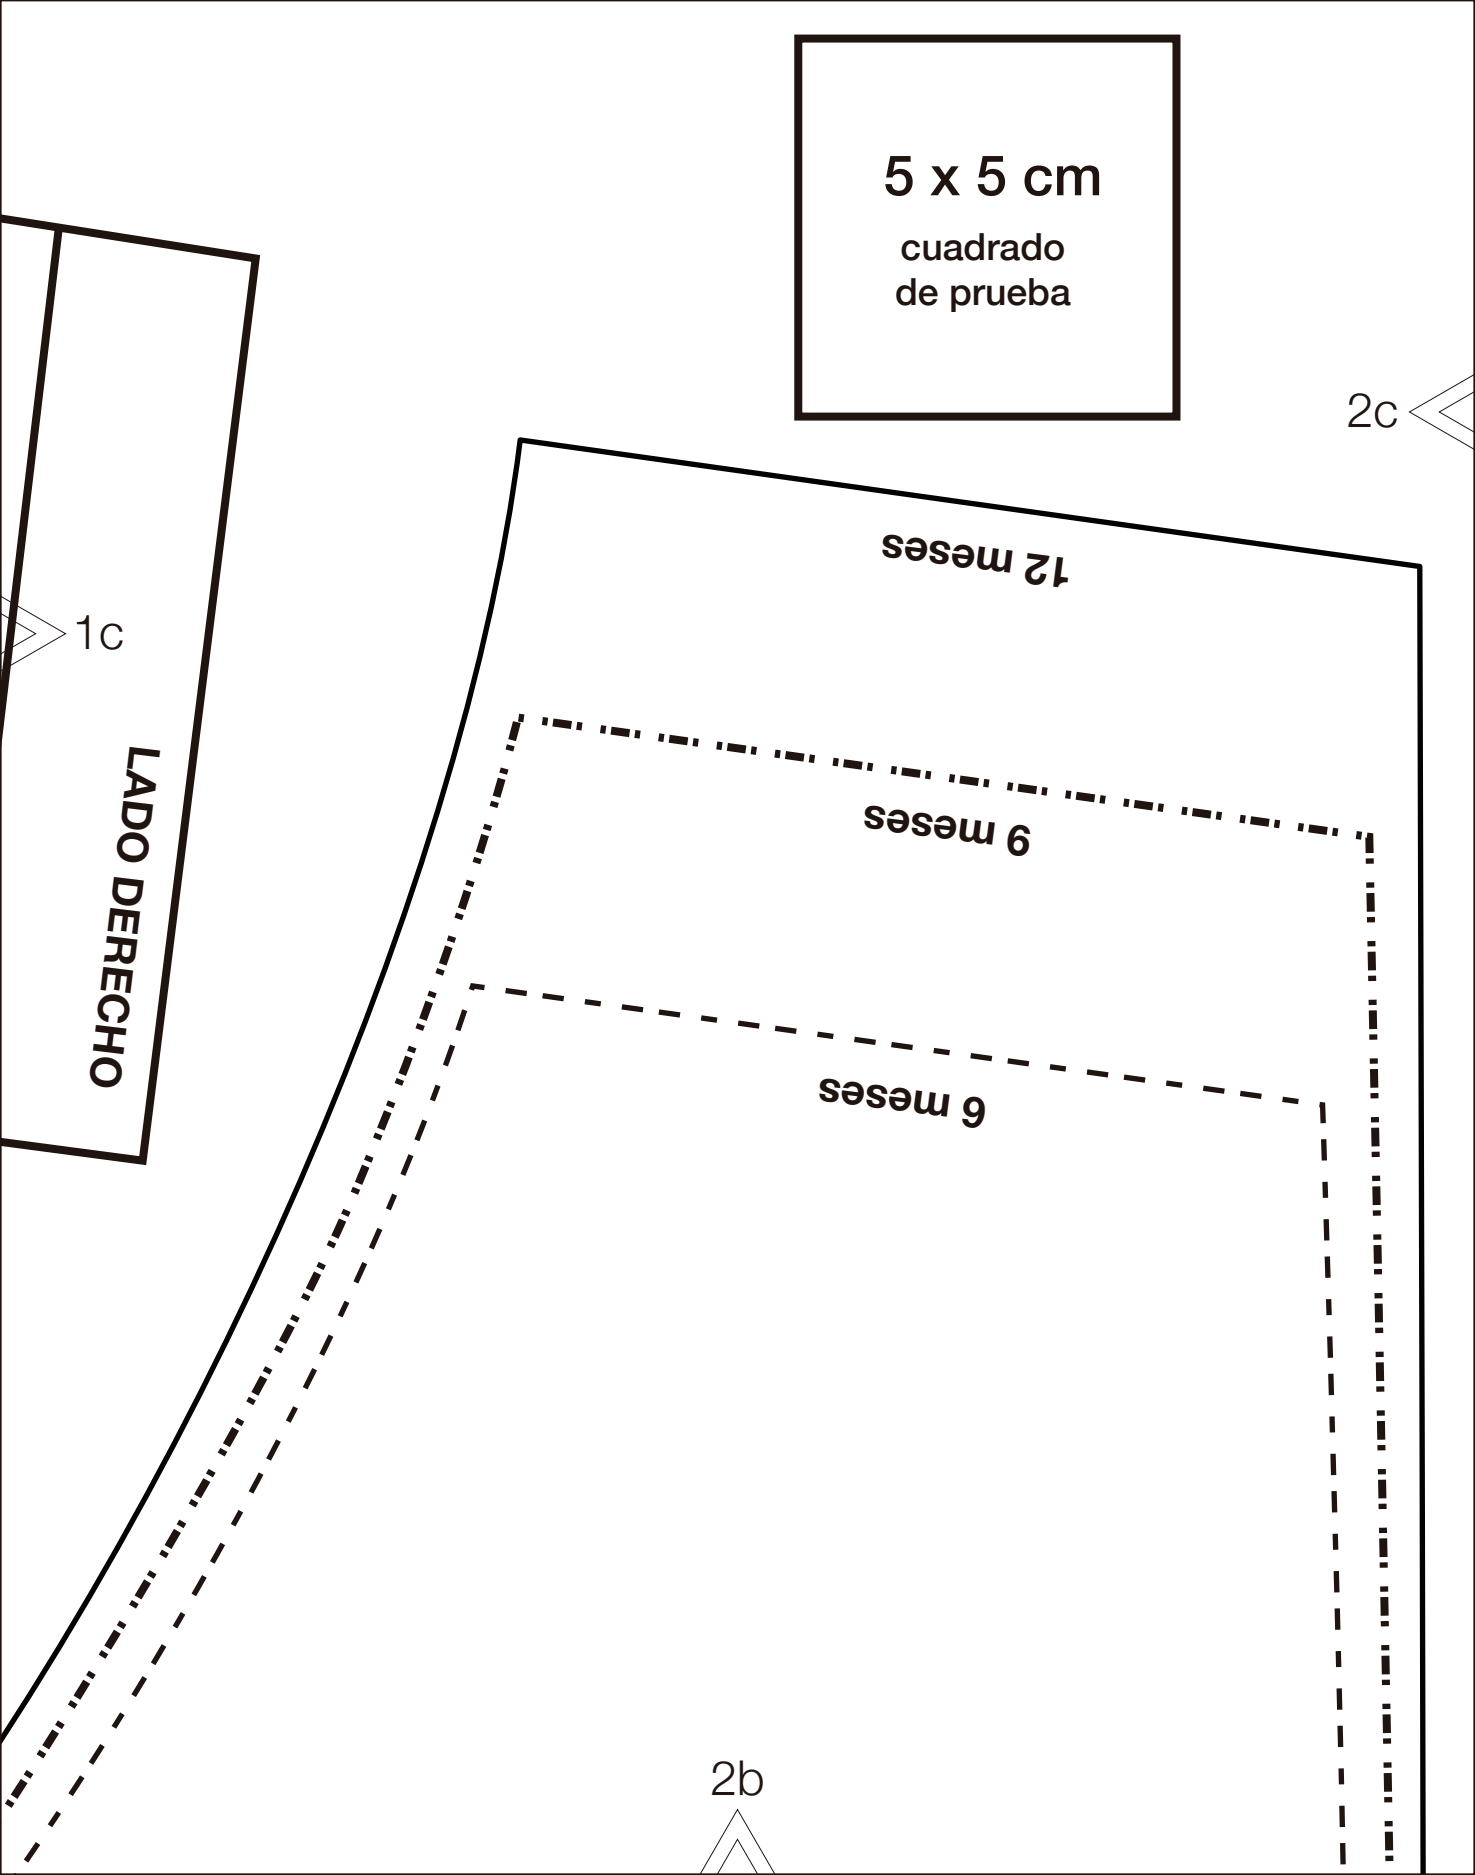 5 x 5 cm
cuadrado
de prueba
2c
12 meses
1c
LADO DERECHO
9 meses
6 meses
2b